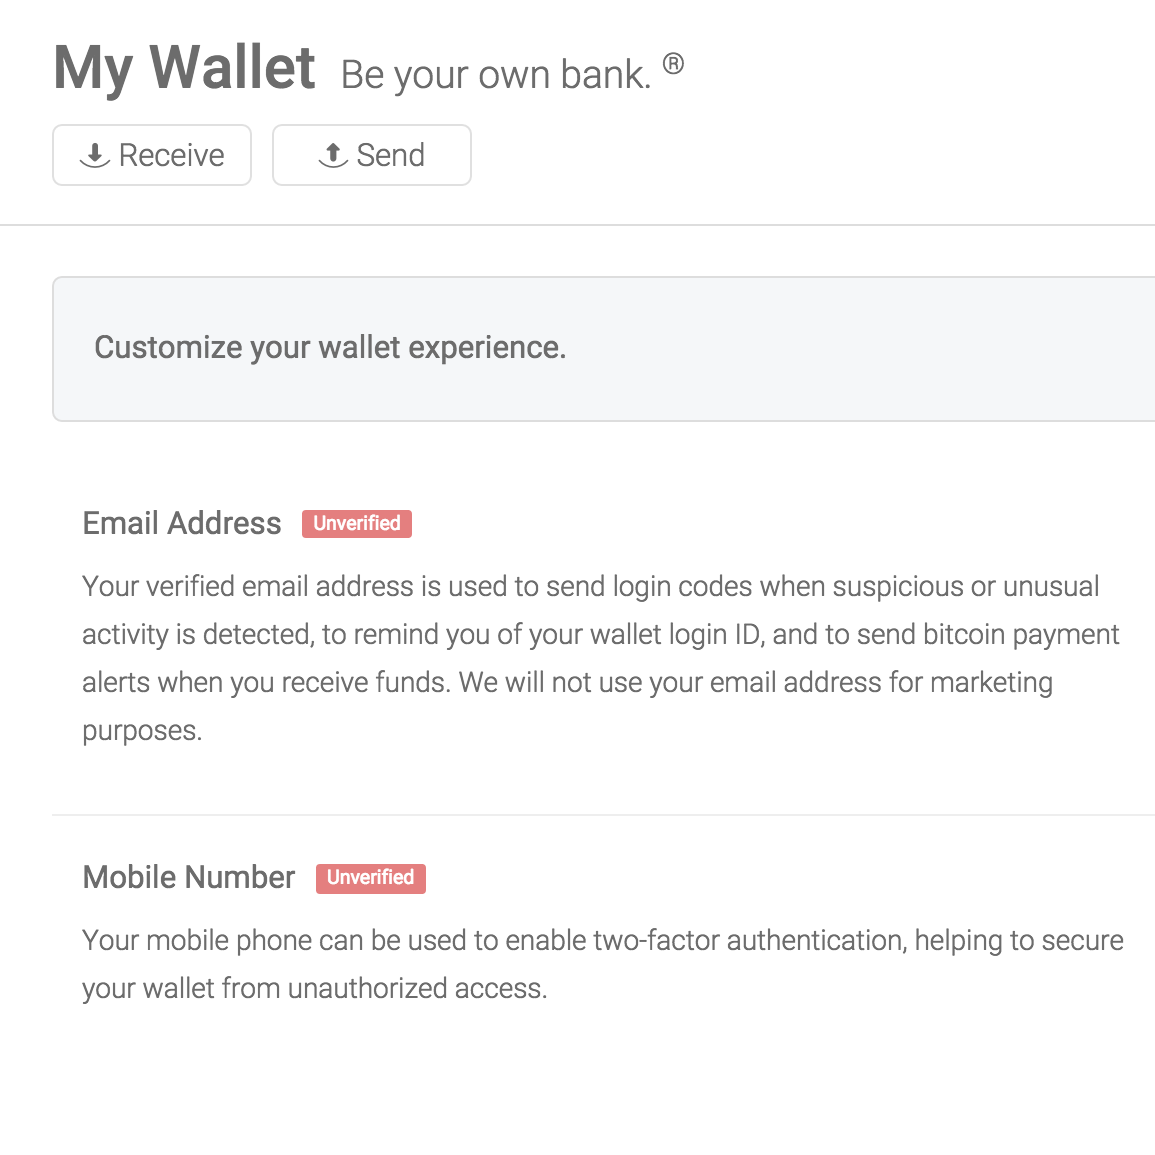 My Wallet Be your own bank. ®
Receive Send
Customize your wallet experience.
Email Address Unverified
Your verified email address is used to send login codes when suspicious or unusual
activity is detected, to remind you of your wallet login ID, and to send bitcoin payment
alerts when you receive funds. We will not use your email address for marketing
purposes.
Mobile Number Unverified
Your mobile phone can be used to enable two-factor authentication, helping to secure
your wallet from unauthorized access.